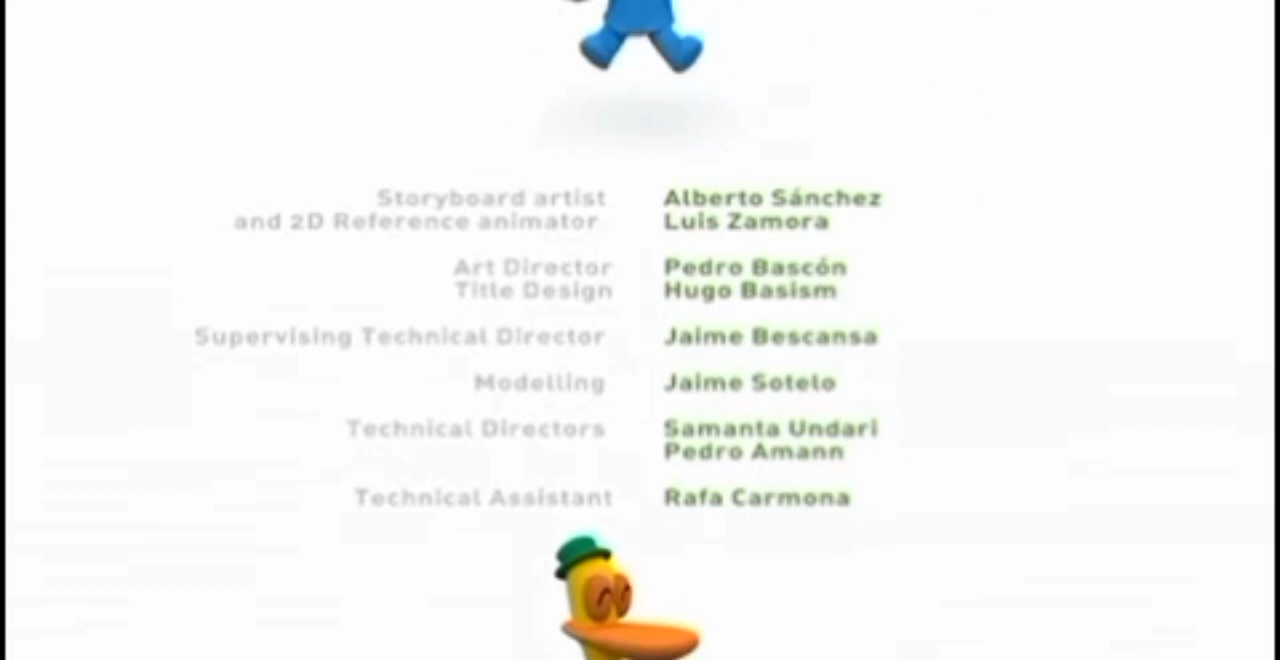 Storyboard artist Alberto Sánchez
and 2D Reference animator Luis Zamora
Art Director Pedro Bascón
Title Design Hugo Basism
Supervising Technical Director Jaime Bescansa
Modelling Jaime Sotelo
Technical Directors Samanta Undari
Pedro Amann
Technical Assistant Rafa Carmona